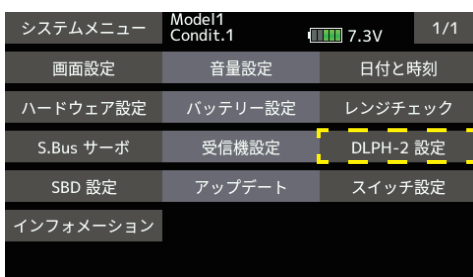 システムメニュー Model1 Condit.1 7.3V 1/1
画面設定 音量設定 日付と時刻
ハードウェア設定 バッテリー設定 レンジチェック
S.Bus サーボ 受信機設定 DLPH-2 設定
SBD 設定 アップデート スイッチ設定
インフォメーション